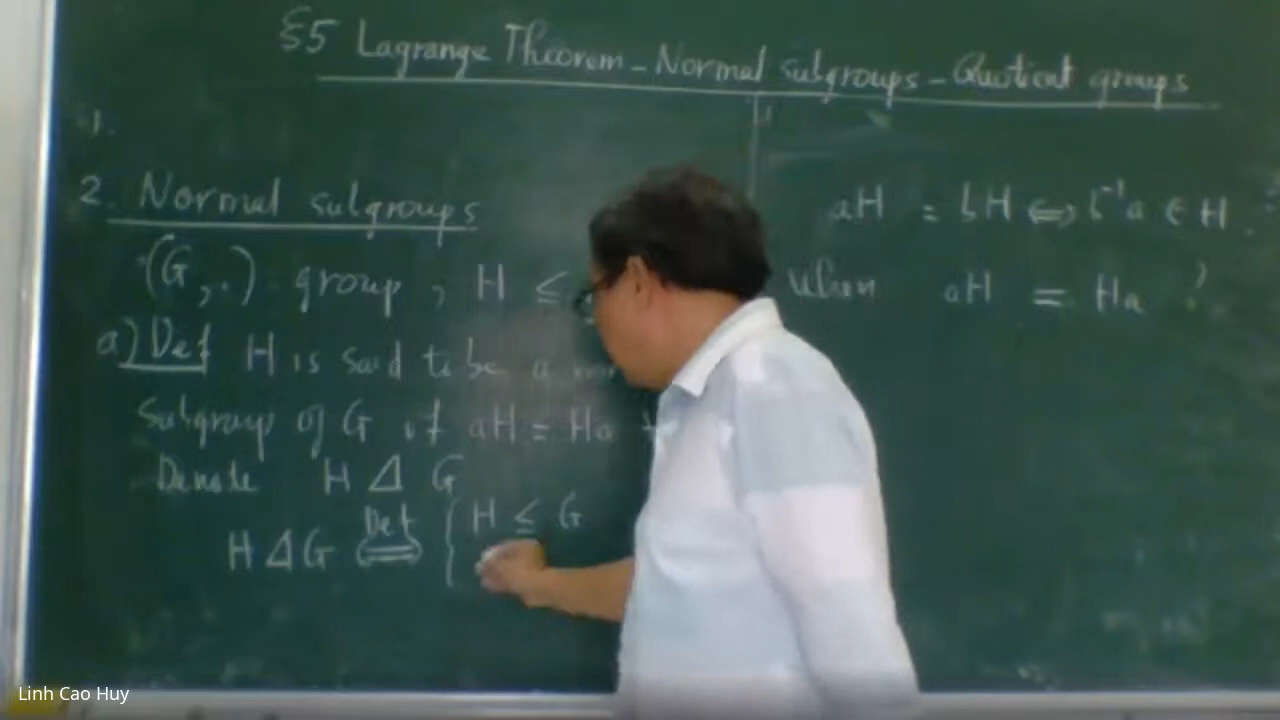 §5 Lagrange Theorem - Normal subgroups - Quotient groups
1.
2. Normal subgroups
(G, .) group, H ≤
a) Def H is said to be a
Subgroup of G if aH = Ha
Denote H Δ G
H Δ G ⟺ Def { H ≤ G
aH = bH ⟺ b⁻¹a ∈ H.
When aH = Ha ?
Linh Cao Huy